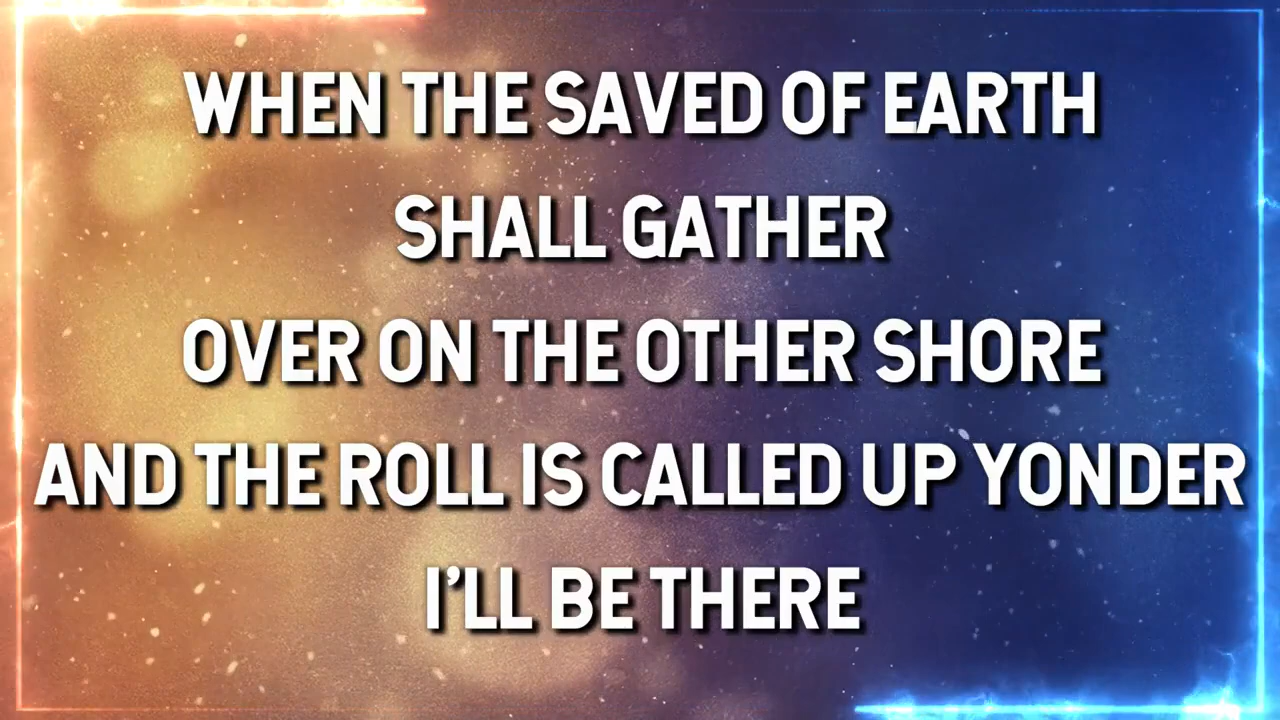 WHEN THE SAVED OF EARTH
SHALL GATHER
OVER ON THE OTHER SHORE
AND THE ROLL IS CALLED UP YONDER
I'LL BE THERE